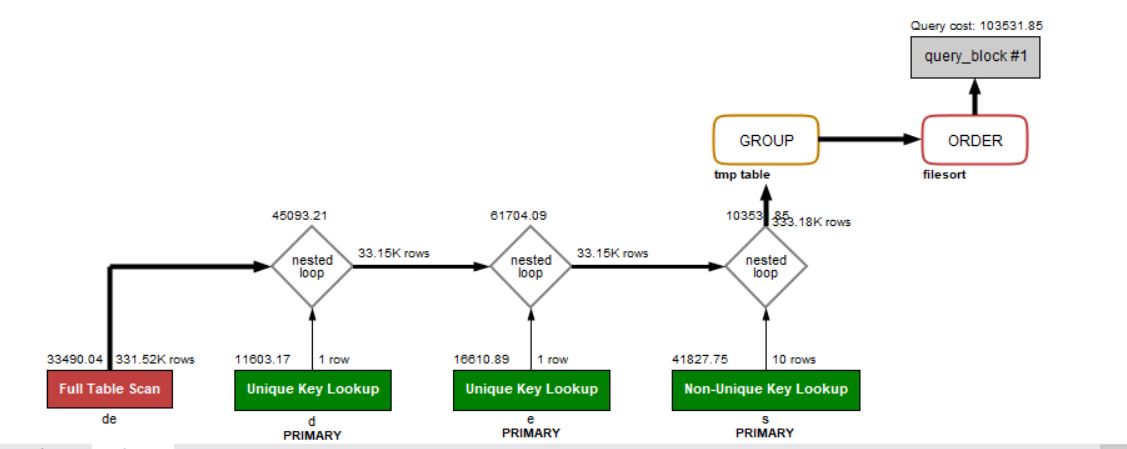 Query cost: 103531.85
query_block #1
GROUP
ORDER
tmp table
filesort
45093.21
61704.09
103531.85
333.18K rows
nested
loop
33.15K rows
nested
loop
33.15K rows
nested
loop
33490.04
331.52K rows
11603.17
1 row
16610.89
1 row
41827.75
10 rows
Full Table Scan
Unique Key Lookup
Unique Key Lookup
Non-Unique Key Lookup
de
d
e
s
PRIMARY
PRIMARY
PRIMARY